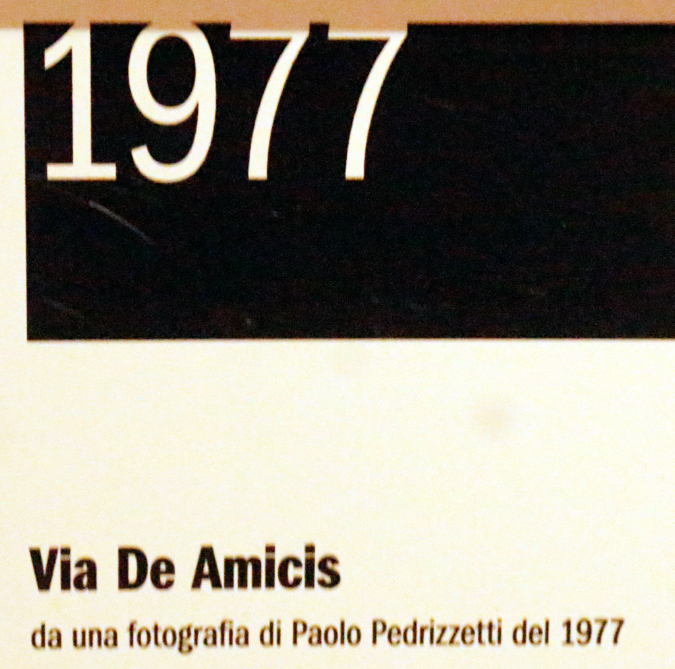 1977
Via De Amicis
da una fotografia di Paolo Pedrizzetti del 1977